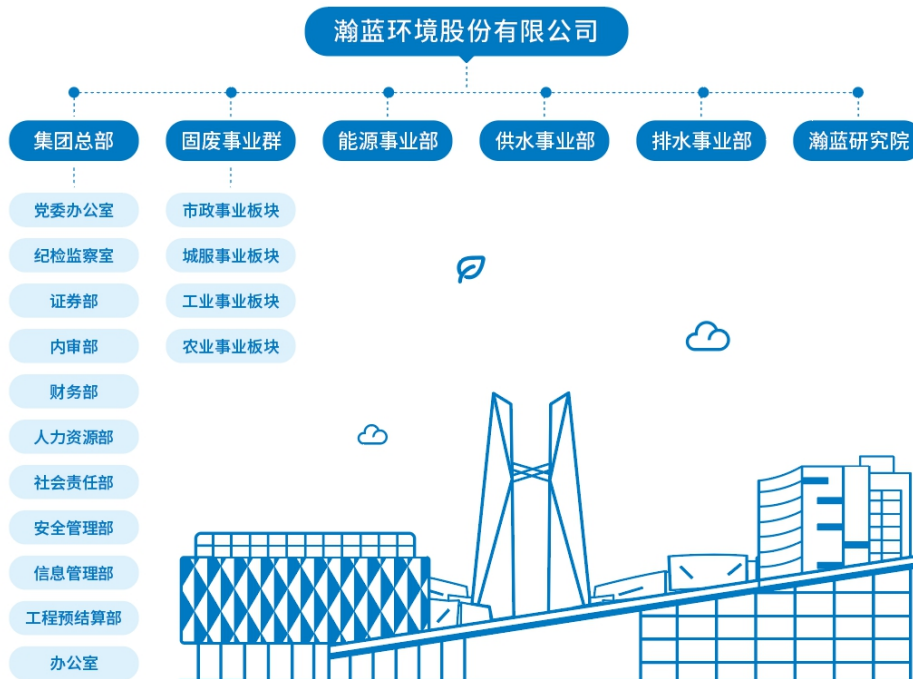 瀚蓝环境股份有限公司
集团总部
固废事业群
能源事业部
供水事业部
排水事业部
瀚蓝研究院
党委办公室
纪检监察室
证券部
内审部
财务部
人力资源部
社会责任部
安全管理部
信息管理部
工程预结算部
办公室
市政事业板块
城服事业板块
工业事业板块
农业事业板块